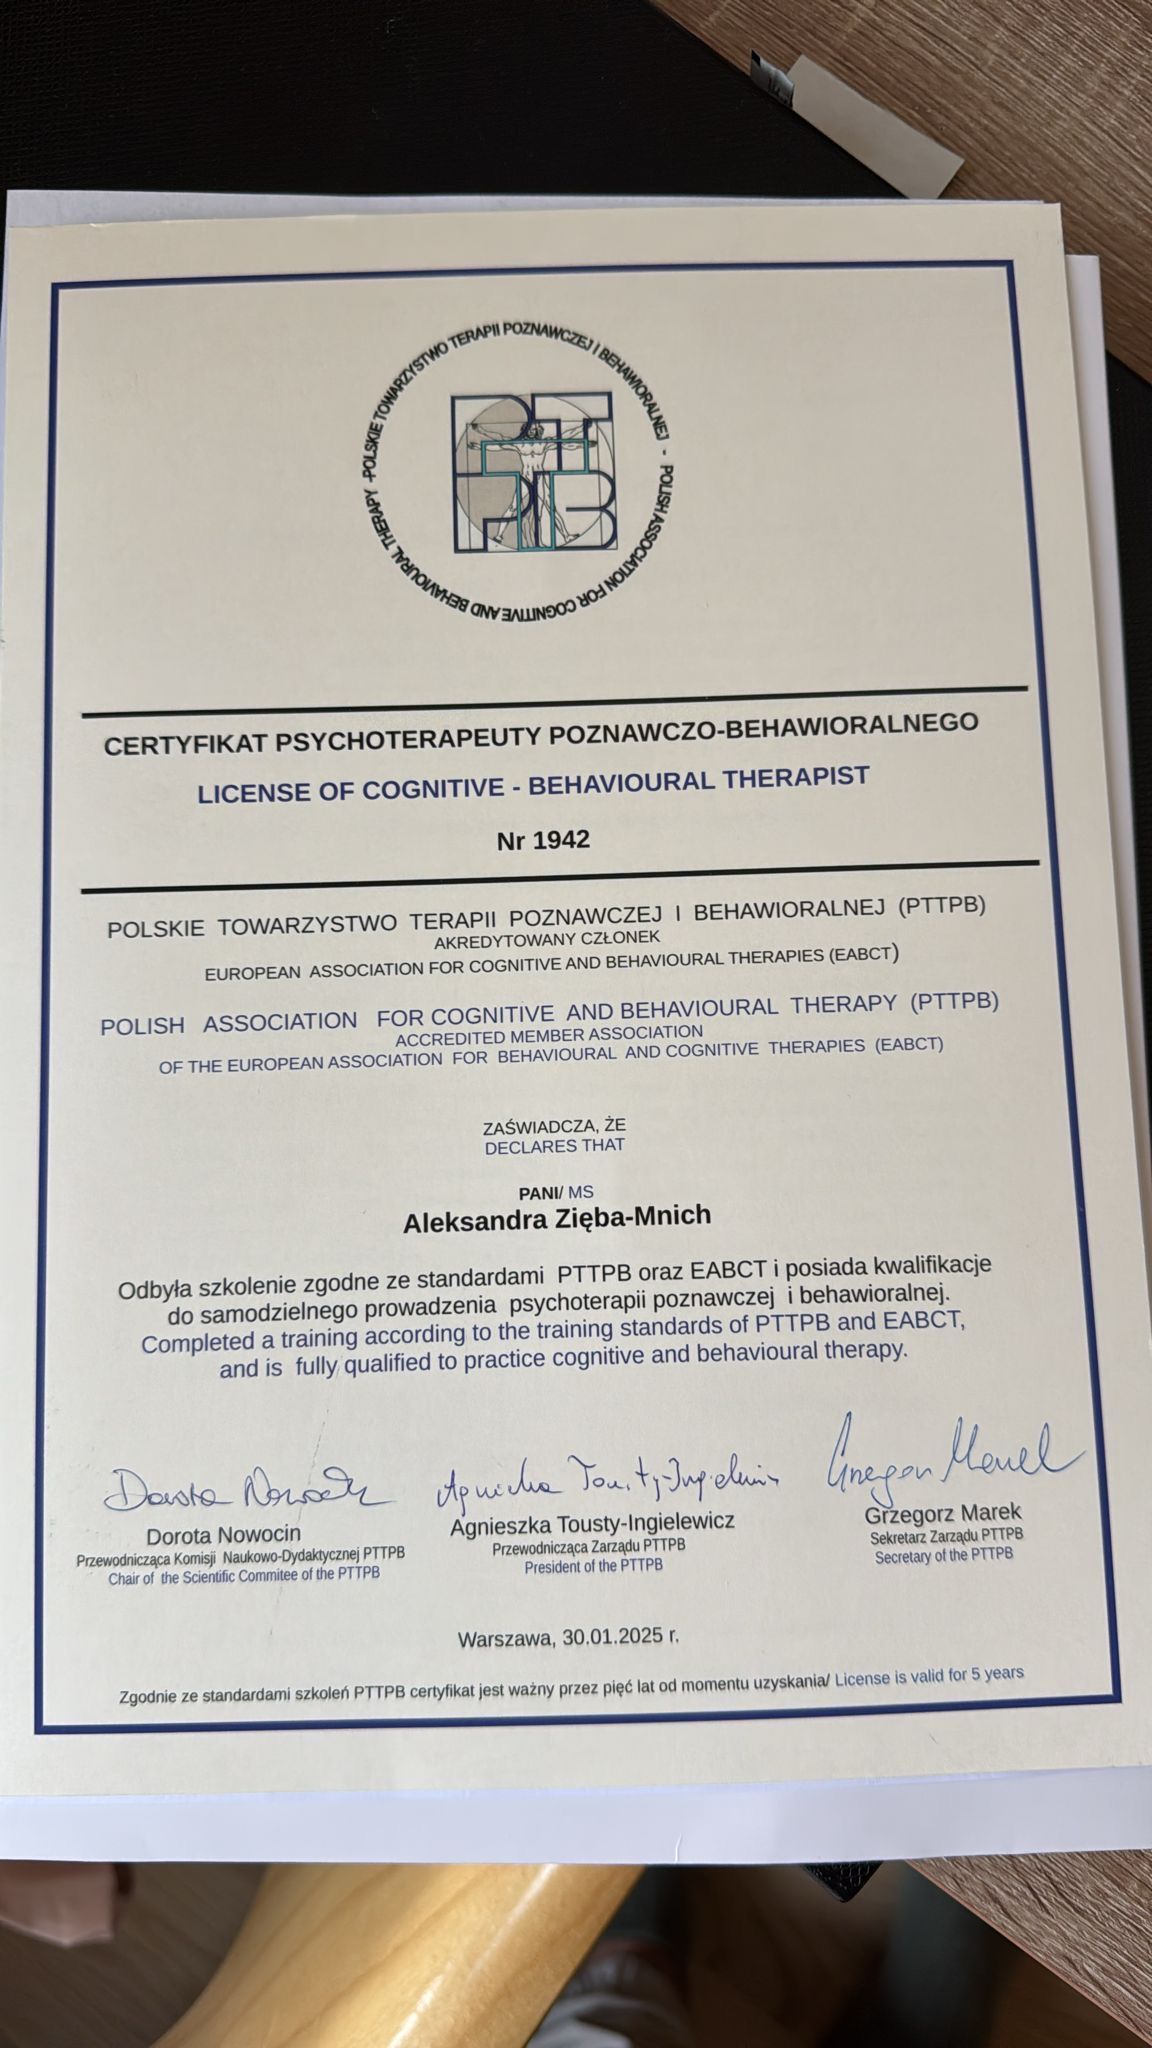 POLSKIE TOWARZYSTWO TERAPII POZNAWCZEJ I BEHAWIORALNEJ - POLISH ASSOCIATION FOR COGNITIVE AND BEHAVIOURAL THERAPY -
PT
PTB
CERTYFIKAT PSYCHOTERAPEUTY POZNAWCZO-BEHAWIORALNEGO
LICENSE OF COGNITIVE - BEHAVIOURAL THERAPIST
Nr 1942
POLSKIE TOWARZYSTWO TERAPII POZNAWCZEJ I BEHAWIORALNEJ (PTTPB)
AKREDYTOWANY CZŁONEK
EUROPEAN ASSOCIATION FOR COGNITIVE AND BEHAVIOURAL THERAPIES (EABCT)
POLISH ASSOCIATION FOR COGNITIVE AND BEHAVIOURAL THERAPY (PTTPB)
ACCREDITED MEMBER ASSOCIATION
OF THE EUROPEAN ASSOCIATION FOR BEHAVIOURAL AND COGNITIVE THERAPIES (EABCT)
ZAŚWIADCZA, ŻE
DECLARES THAT
PANI/ MS
Aleksandra Zięba-Mnich
Odbyła szkolenie zgodne ze standardami PTTPB oraz EABCT i posiada kwalifikacje
do samodzielnego prowadzenia psychoterapii poznawczej i behawioralnej.
Completed a training according to the training standards of PTTPB and EABCT,
and is fully qualified to practice cognitive and behavioural therapy.
Dorota Nowocin
Przewodnicząca Komisji Naukowo-Dydaktycznej PTTPB
Chair of the Scientific Commitee of the PTTPB
Agnieszka Tousty-Ingielewicz
Przewodnicząca Zarządu PTTPB
President of the PTTPB
Grzegorz Marek
Sekretarz Zarządu PTTPB
Secretary of the PTTPB
Warszawa, 30.01.2025 r.
Zgodnie ze standardami szkoleń PTTPB certyfikat jest ważny przez pięć lat od momentu uzyskania/ License is valid for 5 years